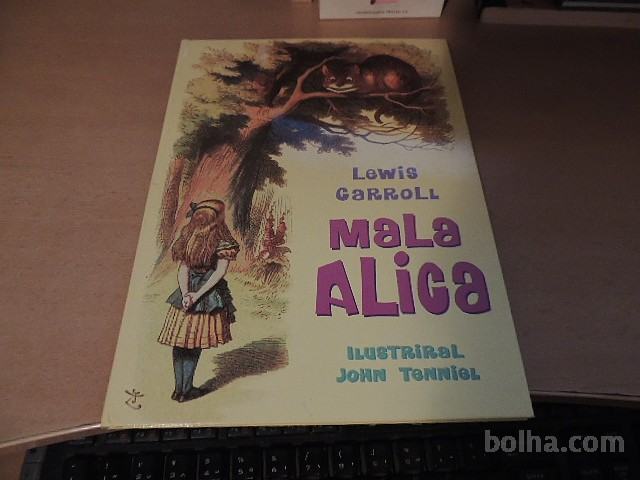 Lewis
Carroll
Mala
Alica
Ilustriral
John Tenniel
bolha.com